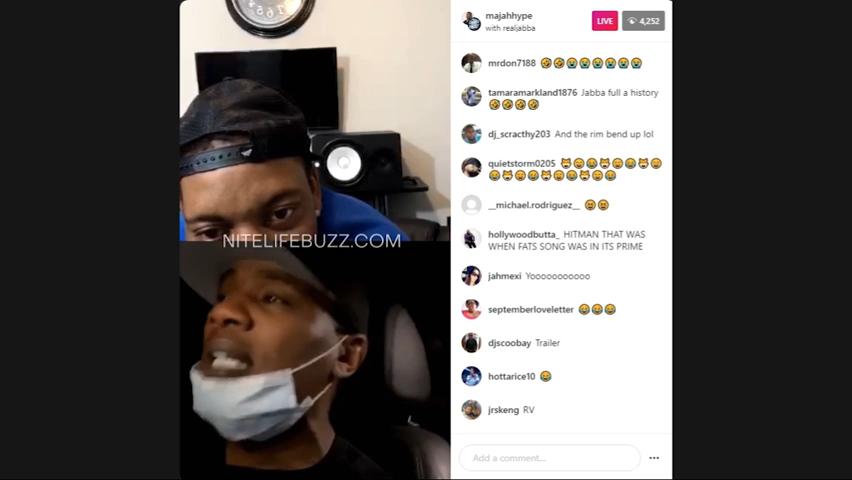 NITELIFEBUZZ.COM
majahhype
with realjabba
LIVE
4,252
mrdon7188 🤣🤣😭😭😭😭😭😭
tamaramarkland1876 Jabba full a history
🤣🤣🤣🤣
dj_scracthy203 And the rim bend up lol
quietstorm0205
__michael.rodriguez__ 😝😝
hollywoodbutta_ HITMAN THAT WAS
WHEN FATS SONG WAS IN ITS PRIME
jahmexi Yooooooooooo
septemberloveletter 😂😂😂
djscoobay Trailer
hottarice10 😂
jrskeng RV
Add a comment...